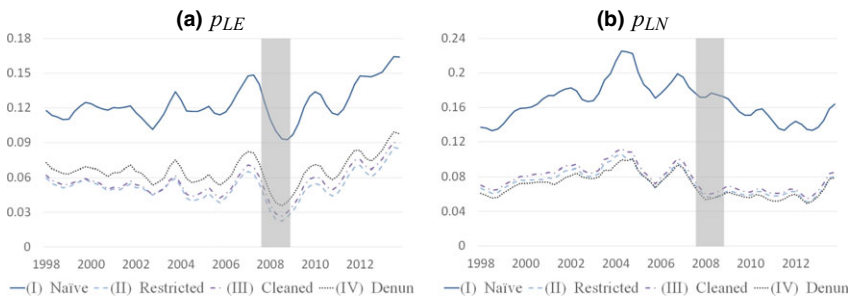 (a) pLE
(b) pLN
0.18
0.15
0.12
0.09
0.06
0.03
0
1998 2000 2002 2004 2006 2008 2010 2012
(I) Naïve (II) Restricted (III) Cleaned (IV) Denun
0.24
0.2
0.16
0.12
0.08
0.04
0
1998 2000 2002 2004 2006 2008 2010 2012
(I) Naïve (II) Restricted (III) Cleaned (IV) Denun